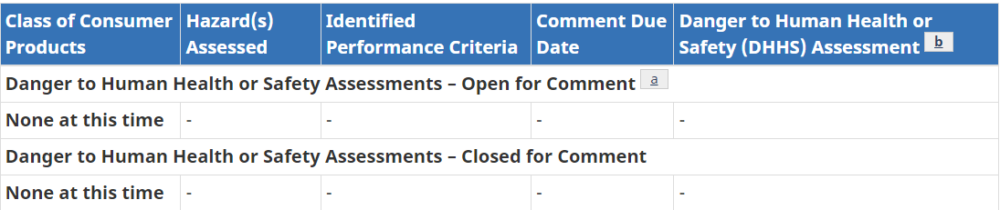 Class of Consumer Products
Hazard(s) Assessed
Identified Performance Criteria
Comment Due Date
Danger to Human Health or Safety (DHHS) Assessment b
Danger to Human Health or Safety Assessments – Open for Comment a
None at this time - - - -
Danger to Human Health or Safety Assessments – Closed for Comment
None at this time - - - -